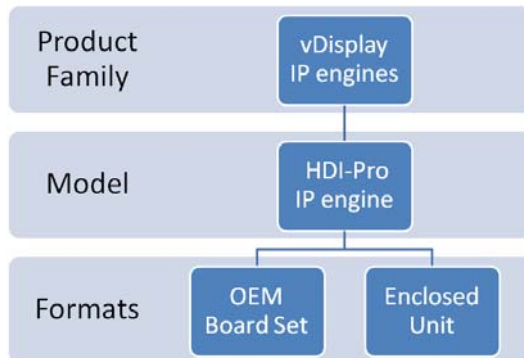 Product
Family
vDisplay
IP engines
Model
HDI-Pro
IP engine
Formats
OEM
Board Set
Enclosed
Unit